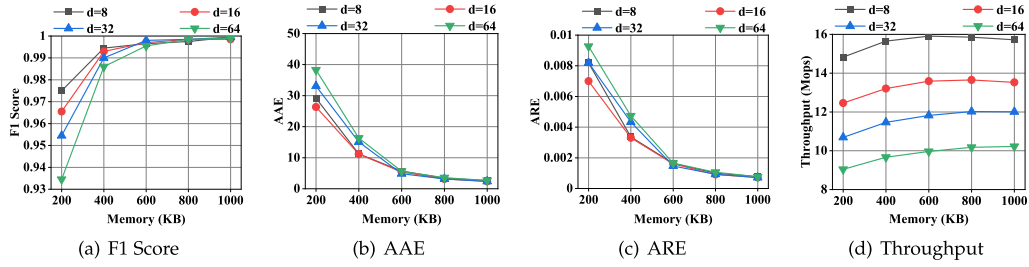 d=8 d=16
d=32 d=64
F1 Score
1
0.99
0.98
0.97
0.96
0.95
0.94
0.93
200 400 600 800 1000
Memory (KB)
(a) F1 Score
d=8 d=16
d=32 d=64
AAE
50
40
30
20
10
0
200 400 600 800 1000
Memory (KB)
(b) AAE
d=8 d=16
d=32 d=64
ARE
0.01
0.008
0.006
0.004
0.002
0
200 400 600 800 1000
Memory (KB)
(c) ARE
d=8 d=16
d=32 d=64
Throughput (Mops)
16
14
12
10
8
200 400 600 800 1000
Memory (KB)
(d) Throughput